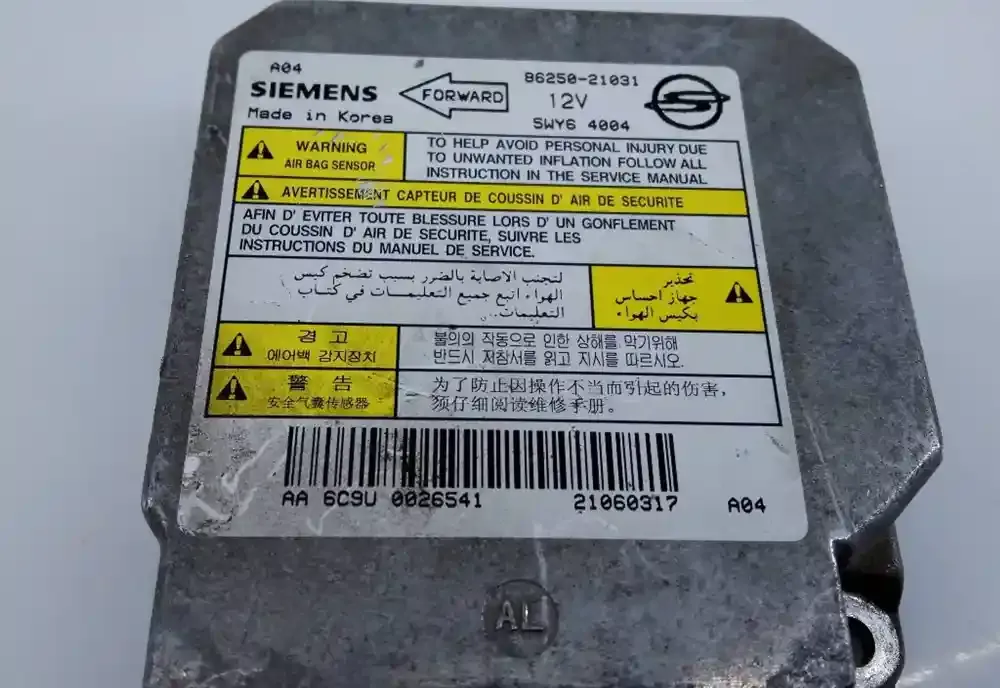 A04
SIEMENS
Made in Korea
FORWARD
86250-21031
12V
5WY6 4004
WARNING
AIR BAG SENSOR
TO HELP AVOID PERSONAL INJURY DUE
TO UNWANTED INFLATION FOLLOW ALL
INSTRUCTION IN THE SERVICE MANUAL
AVERTISSEMENT CAPTEUR DE COUSSIN D' AIR DE SECURITE
AFIN D' EVITER TOUTE BLESSURE LORS D' UN GONFLEMENT
DU COUSSIN D' AIR DE SECURITE, SUIVRE LES
INSTRUCTIONS DU MANUEL DE SERVICE.
تحذير
جهاز احساس
بكيس الهواء
لتجنب الاصابة بالضرر بسبب تضخم كيس
الهواء اتبع جميع التعليمات في كتاب
التعليمات..
경 고
에어백 감지장치
불의의 작동으로 인한 상해를 막기위해
반드시 지침서를 읽고 지시를 따르시오.
警 告
安全气囊传感器
为了防止因操作不当而引起的伤害，
须仔细阅读维修手册。
AA 6C9U 0026541
21060317
A04
AL